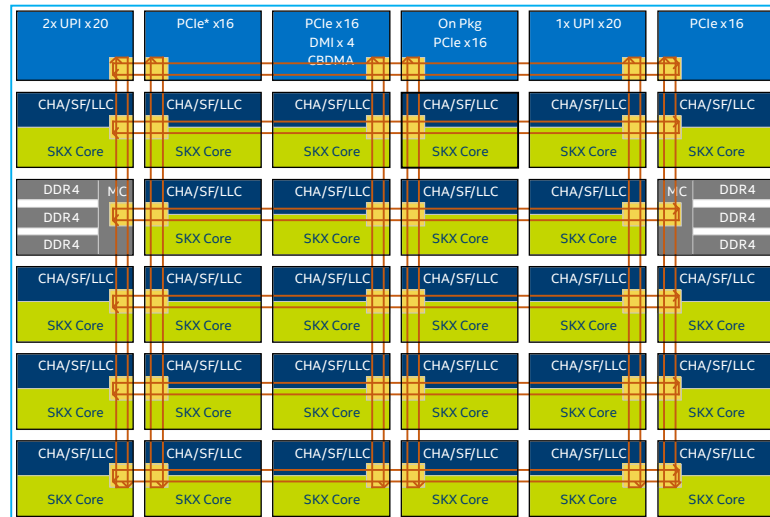 2x UPI x20
PCIe* x16
PCIe x16
DMI x 4
CBDMA
On Pkg
PCIe x16
1x UPI x20
PCIe x16
CHA/SF/LLC
SKX Core
CHA/SF/LLC
SKX Core
CHA/SF/LLC
SKX Core
CHA/SF/LLC
SKX Core
CHA/SF/LLC
SKX Core
CHA/SF/LLC
SKX Core
DDR4
MC
DDR4
DDR4
CHA/SF/LLC
SKX Core
CHA/SF/LLC
SKX Core
CHA/SF/LLC
SKX Core
CHA/SF/LLC
SKX Core
MC
DDR4
DDR4
DDR4
CHA/SF/LLC
SKX Core
CHA/SF/LLC
SKX Core
CHA/SF/LLC
SKX Core
CHA/SF/LLC
SKX Core
CHA/SF/LLC
SKX Core
CHA/SF/LLC
SKX Core
CHA/SF/LLC
SKX Core
CHA/SF/LLC
SKX Core
CHA/SF/LLC
SKX Core
CHA/SF/LLC
SKX Core
CHA/SF/LLC
SKX Core
CHA/SF/LLC
SKX Core
CHA/SF/LLC
SKX Core
CHA/SF/LLC
SKX Core
CHA/SF/LLC
SKX Core
CHA/SF/LLC
SKX Core
CHA/SF/LLC
SKX Core
CHA/SF/LLC
SKX Core